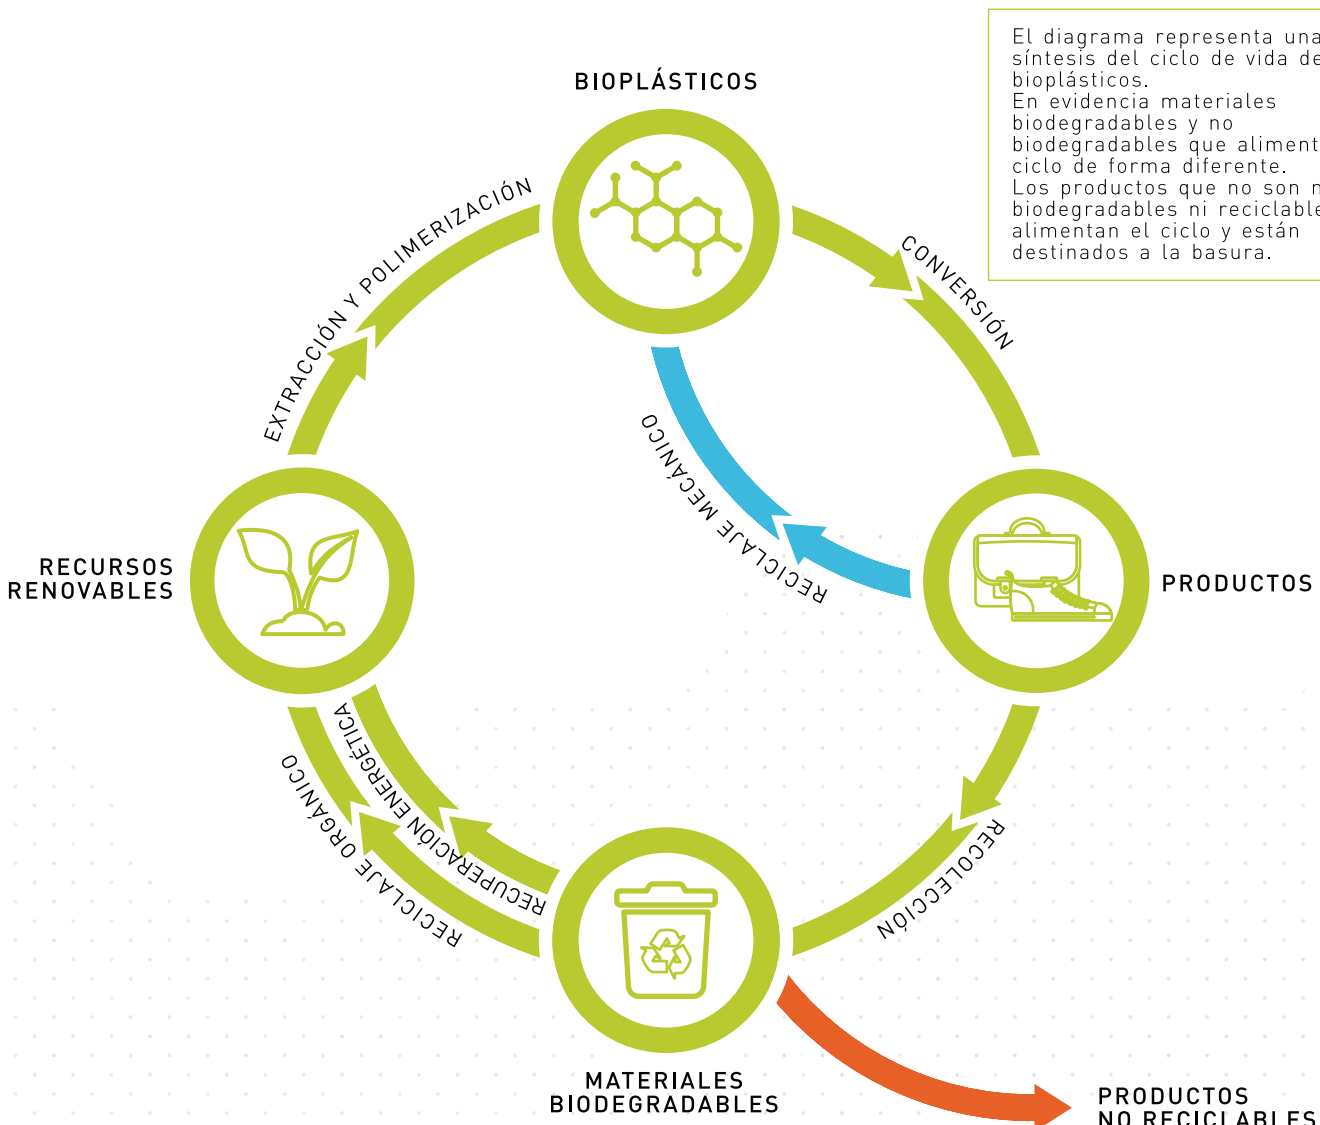 El diagrama representa una
síntesis del ciclo de vida de
bioplásticos.
En evidencia materiales
biodegradables y no
biodegradables que aliment
ciclo de forma diferente.
Los productos que no son n
biodegradables ni reciclable
alimentan el ciclo y están
destinados a la basura.
BIOPLÁSTICOS
EXTRACCIÓN Y POLIMERIZACIÓN
CONVERSIÓN
RECICLAJE MECÁNICO
RECURSOS
RENOVABLES
PRODUCTOS
RECUPERACIÓN ENERGÉTICA
RECICLAJE ORGÁNICO
RECOLECCIÓN
MATERIALES
BIODEGRADABLES
PRODUCTOS
NO RECICLABLES